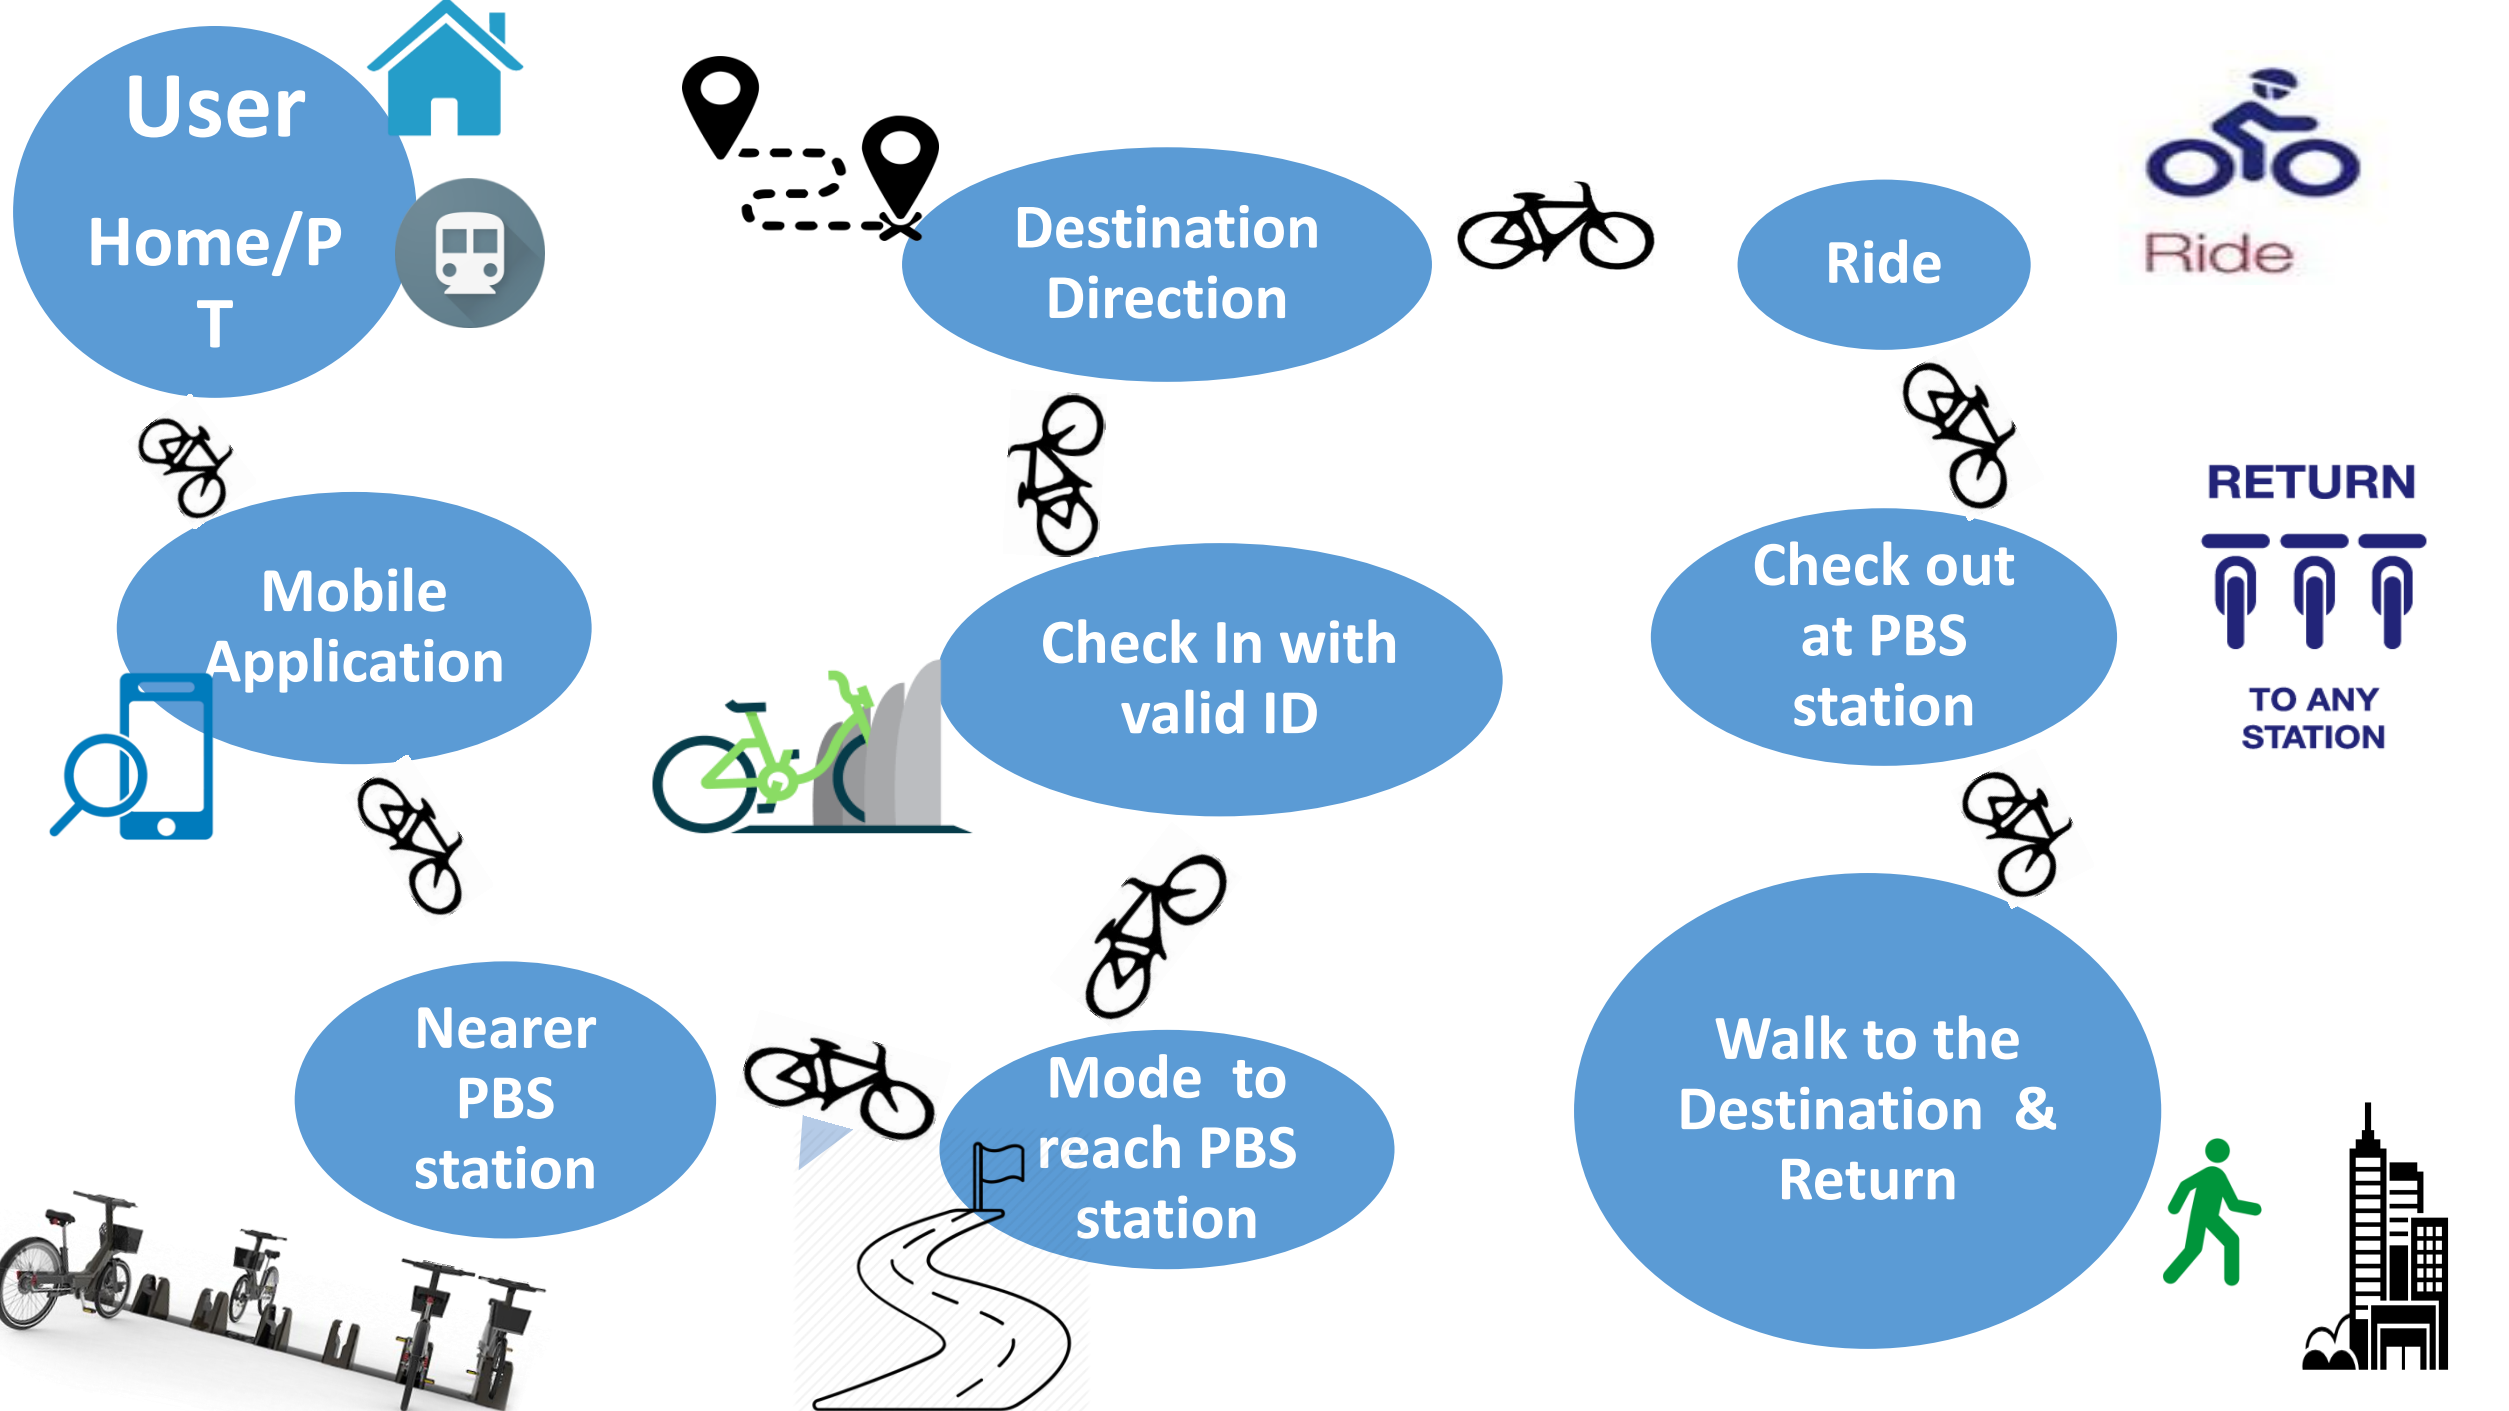 User
Home/P
T
Mobile
Application
Nearer
PBS
station
Mode to
reach PBS
station
Check In with
valid ID
Destination
Direction
Ride
Ride
Check out
at PBS
station
RETURN
TO ANY
STATION
Walk to the
Destination &
Return